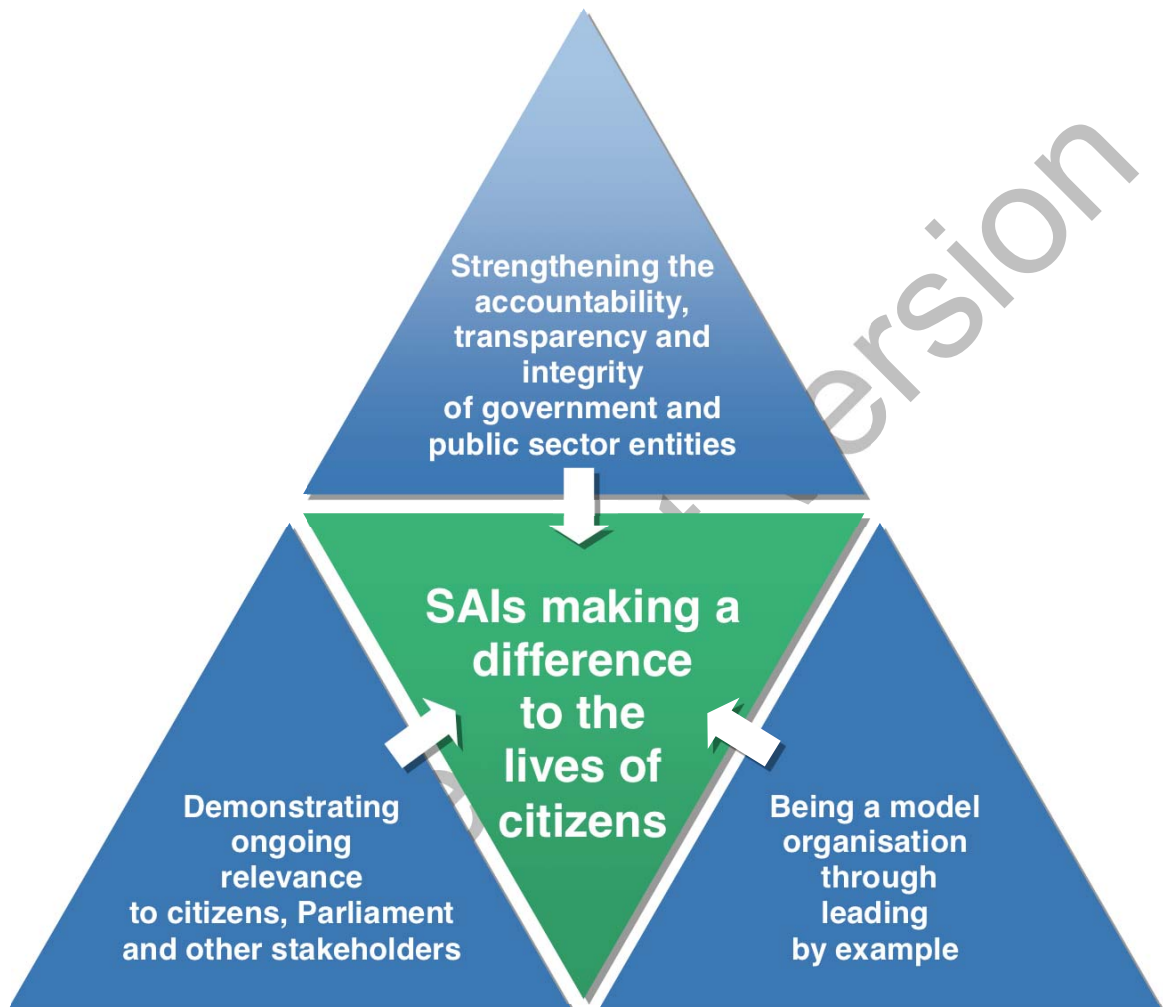 Strengthening the
accountability,
transparency and
integrity
of government and
public sector entities
SAIs making a
difference
to the
lives of
citizens
Demonstrating
ongoing
relevance
to citizens, Parliament
and other stakeholders
Being a model
organisation
through
leading
by example